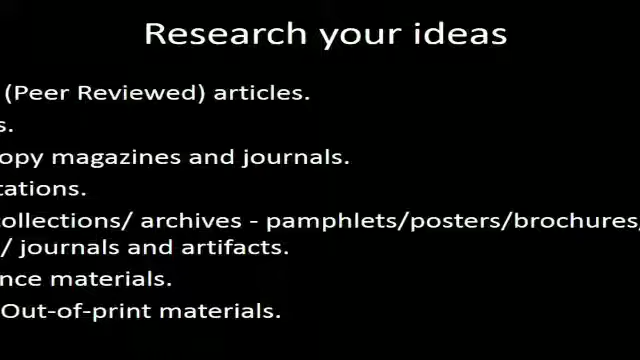 Research your ideas
(Peer Reviewed) articles.
s.
opy magazines and journals.
tations.
collections/ archives - pamphlets/posters/brochures/
/ journals and artifacts.
nce materials.
Out-of-print materials.